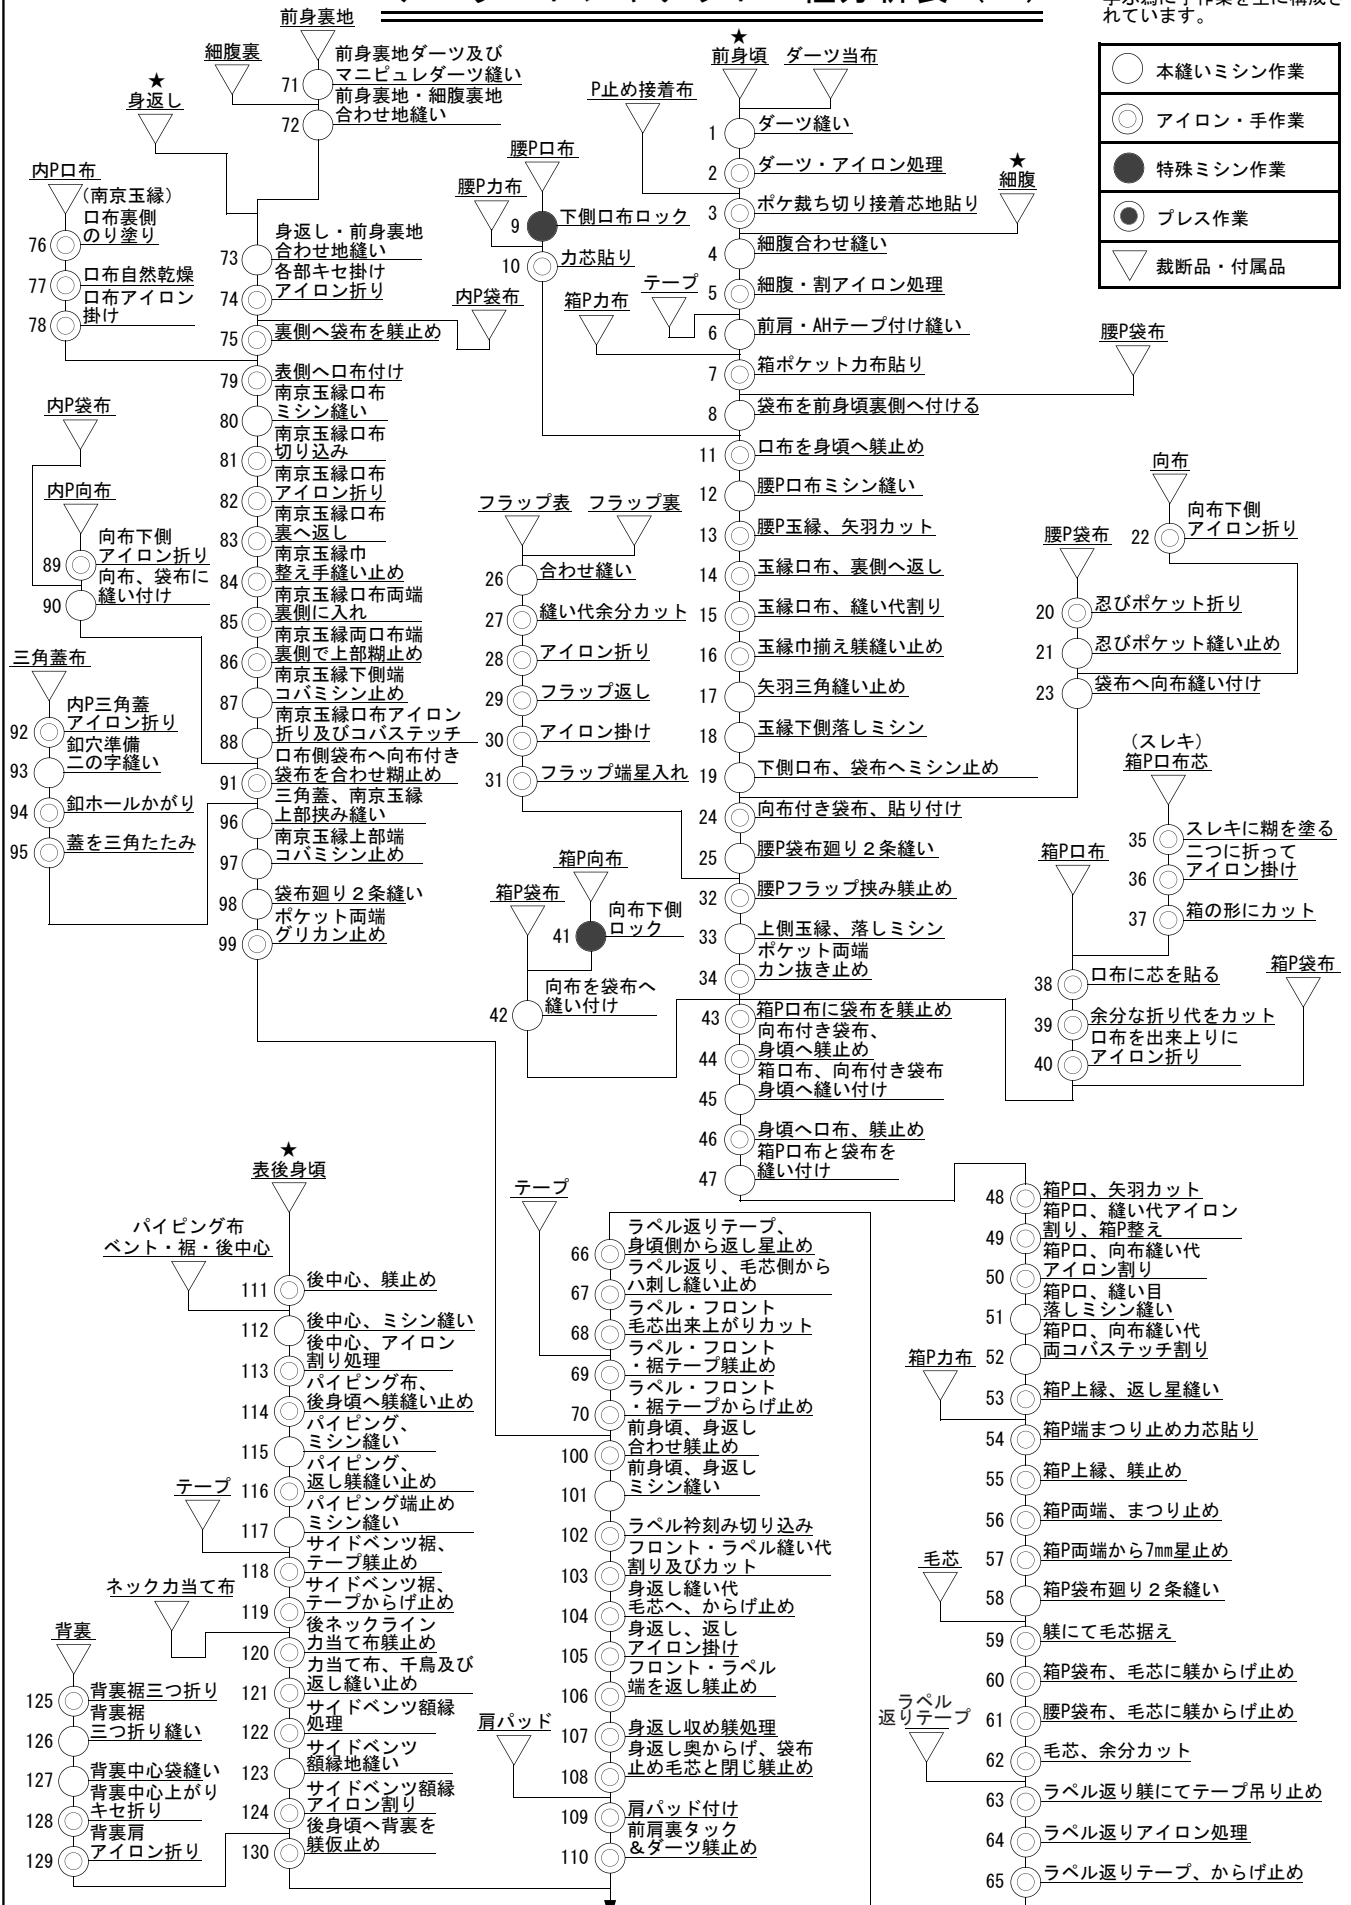 れています。
本縫いミシン作業
アイロン・手作業
特殊ミシン作業
プレス作業
裁断品・付属品
★
前身頃
ダーツ当布
P止め接着布
1 ダーツ縫い
2 ダーツ・アイロン処理
3 ポケ裁ち切り接着芯地貼り
★
細腹
4 細腹合わせ縫い
5 細腹・割アイロン処理
テープ
6 前肩・AHテープ付け縫い
箱P力布
7 箱ポケット力布貼り
腰P袋布
8 袋布を前身頃裏側へ付ける
腰P口布
腰P力布
9 下側口布ロック
10 力芯貼り
11 口布を身頃へ躾止め
12 腰P口布ミシン縫い
13 腰P玉縁、矢羽カット
14 玉縁口布、裏側へ返し
15 玉縁口布、縫い代割り
16 玉縁巾揃え躾縫い止め
17 矢羽三角縫い止め
18 玉縁下側落しミシン
19 下側口布、袋布へミシン止め
腰P袋布
20 忍びポケット折り
21 忍びポケット縫い止め
向布
22 向布下側
アイロン折り
23 袋布へ向布縫い付け
24 向布付き袋布、貼り付け
25 腰P袋布廻り２条縫い
フラップ表
フラップ裏
26 合わせ縫い
27 縫い代余分カット
28 アイロン折り
29 フラップ返し
30 アイロン掛け
31 フラップ端星入れ
32 腰Pフラップ挟み躾止め
33 上側玉縁、落しミシン
34 ポケット両端
カン抜き止め
（スレキ）
箱P口布芯
35 スレキに糊を塗る
36 二つに折って
アイロン掛け
37 箱の形にカット
箱P口布
38 口布に芯を貼る
39 余分な折り代をカット
40 口布を出来上りに
アイロン折り
箱P袋布
箱P向布
箱P袋布
41 向布下側
ロック
42 向布を袋布へ
縫い付け
43 箱P口布に袋布を躾止め
44 向布付き袋布、
身頃へ躾止め
45 箱口布、向布付き袋布
身頃へ縫い付け
46 身頃へ口布、躾止め
47 箱P口布と袋布を
縫い付け
48 箱P口、矢羽カット
49 箱P口、縫い代アイロン
割り、箱P整え
50 箱P口、向布縫い代
アイロン割り
51 箱P口、縫い目
落しミシン縫い
52 箱P口、向布縫い代
両コバステッチ割り
箱P力布
53 箱P上縁、返し星縫い
54 箱P端まつり止め力芯貼り
55 箱P上縁、躾止め
56 箱P両端、まつり止め
57 箱P両端から7mm星止め
毛芯
58 箱P袋布廻り２条縫い
59 躾にて毛芯据え
60 箱P袋布、毛芯に躾からげ止め
61 腰P袋布、毛芯に躾からげ止め
ラペル
返りテープ
62 毛芯、余分カット
63 ラペル返り躾にてテープ吊り止め
64 ラペル返りアイロン処理
65 ラペル返りテープ、からげ止め
テープ
66 ラペル返りテープ、
身頃側から返し星止め
67 ラペル返り、毛芯側から
ハ刺し縫い止め
68 ラペル・フロント
毛芯出来上がりカット
69 ラペル・フロント
・裾テープ躾止め
70 ラペル・フロント
・裾テープからげ止め
前身裏地
細腹裏
71 前身裏地ダーツ及び
マニピュレダーツ縫い
72 前身裏地・細腹裏地
合わせ地縫い
★
身返し
73 身返し・前身裏地
合わせ地縫い
74 各部キセ掛け
アイロン折り
内P袋布
75 裏側へ袋布を躾止め
内P口布
（南京玉縁）
76 口布裏側
のり塗り
77 口布自然乾燥
78 口布アイロン
掛け
79 表側へ口布付け
80 南京玉縁口布
ミシン縫い
81 南京玉縁口布
切り込み
82 南京玉縁口布
アイロン折り
83 南京玉縁口布
裏へ返し
84 南京玉縁巾
整え手縫い止め
85 南京玉縁口布両端
裏側に入れ
86 南京玉縁両口布端
裏側で上部糊止め
87 南京玉縁下側端
コバミシン止め
88 南京玉縁口布アイロン
折り及びコバステッチ
内P袋布
内P向布
89 向布下側
アイロン折り
90 向布、袋布に
縫い付け
91 口布側袋布へ向布付き
袋布を合わせ糊止め
三角蓋布
92 内P三角蓋
アイロン折り
93 釦穴準備
二の字縫い
94 釦ホールかがり
95 蓋を三角たたみ
96 三角蓋、南京玉縁
上部挟み縫い
97 南京玉縁上部端
コバミシン止め
98 袋布廻り２条縫い
99 ポケット両端
グリカン止め
100 前身頃、身返し
合わせ躾止め
101 前身頃、身返し
ミシン縫い
102 ラペル衿刻み切り込み
103 フロント・ラペル縫い代
割り及びカット
104 身返し縫い代
毛芯へ、からげ止め
105 身返し、返し
アイロン掛け
106 フロント・ラペル
端を返し躾止め
107 身返し収め躾処理
肩パッド
108 身返し奥からげ、袋布
止め毛芯と閉じ躾止め
109 肩パッド付け
110 前肩裏タック
＆ダーツ躾止め
★
表後身頃
パイピング布
ベント・裾・後中心
111 後中心、躾止め
112 後中心、ミシン縫い
113 後中心、アイロン
割り処理
114 パイピング布、
後身頃へ躾縫い止め
115 パイピング、
ミシン縫い
テープ
116 パイピング、
返し躾縫い止め
117 パイピング端止め
ミシン縫い
118 サイドベンツ裾、
テープ躾止め
ネック力当て布
119 サイドベンツ裾、
テープからげ止め
120 後ネックライン
力当て布躾止め
121 力当て布、千鳥及び
返し縫い止め
122 サイドベンツ額縁
処理
123 サイドベンツ
額縁地縫い
124 サイドベンツ額縁
アイロン割り
背裏
125 背裏裾三つ折り
126 背裏裾
三つ折り縫い
127 背裏中心袋縫い
128 背裏中心上がり
キセ折り
129 背裏肩
アイロン折り
130 後身頃へ背裏を
躾仮止め